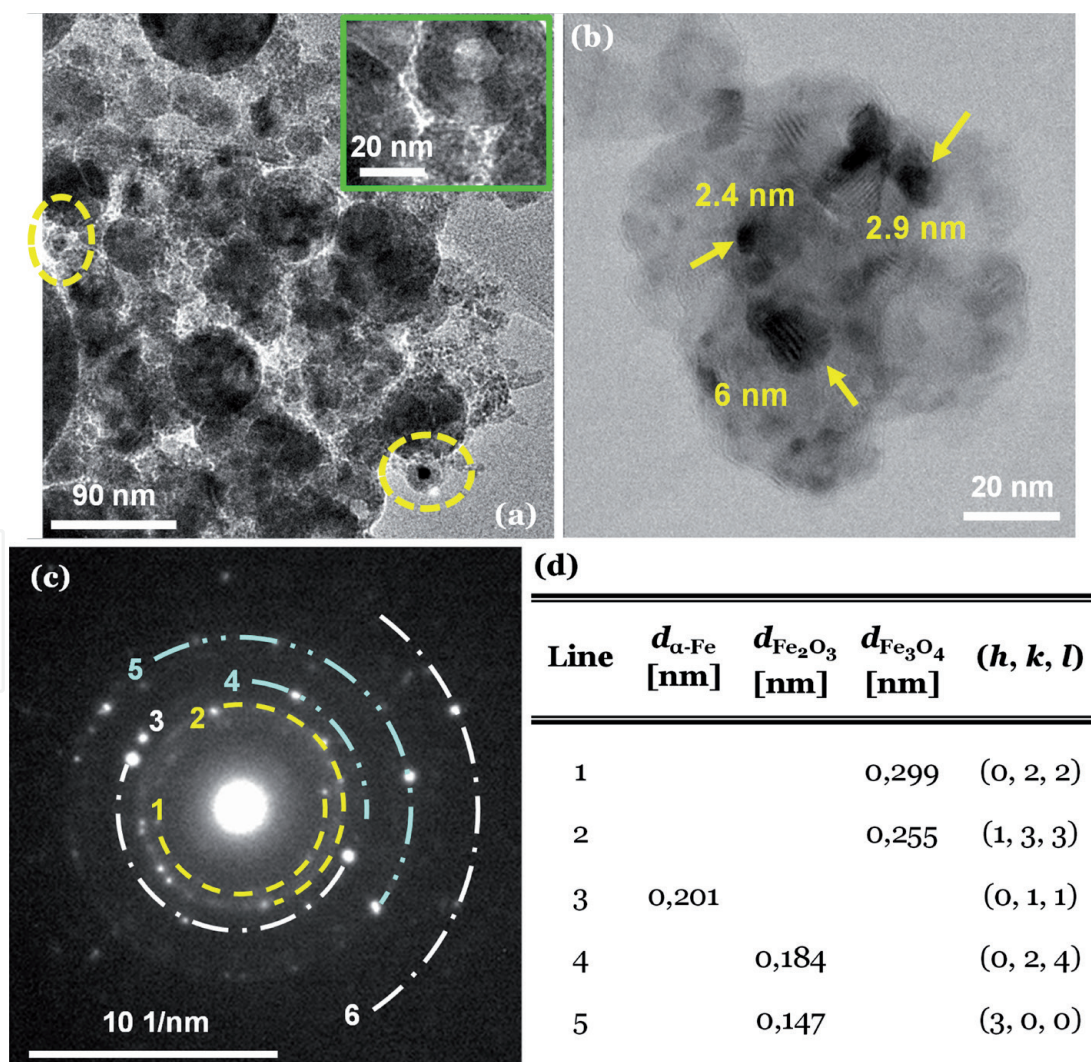 20 nm
90 nm
(a)
(b)
2.4 nm
2.9 nm
6 nm
20 nm
(c)
5
4
3
2
1
6
10 1/nm
(d)
Line d α-Fe [nm] d Fe₂O₃ [nm] d Fe₃O₄ [nm] (h, k, l)
1 0,299 (0, 2, 2)
2 0,255 (1, 3, 3)
3 0,201 (0, 1, 1)
4 0,184 (0, 2, 4)
5 0,147 (3, 0, 0)